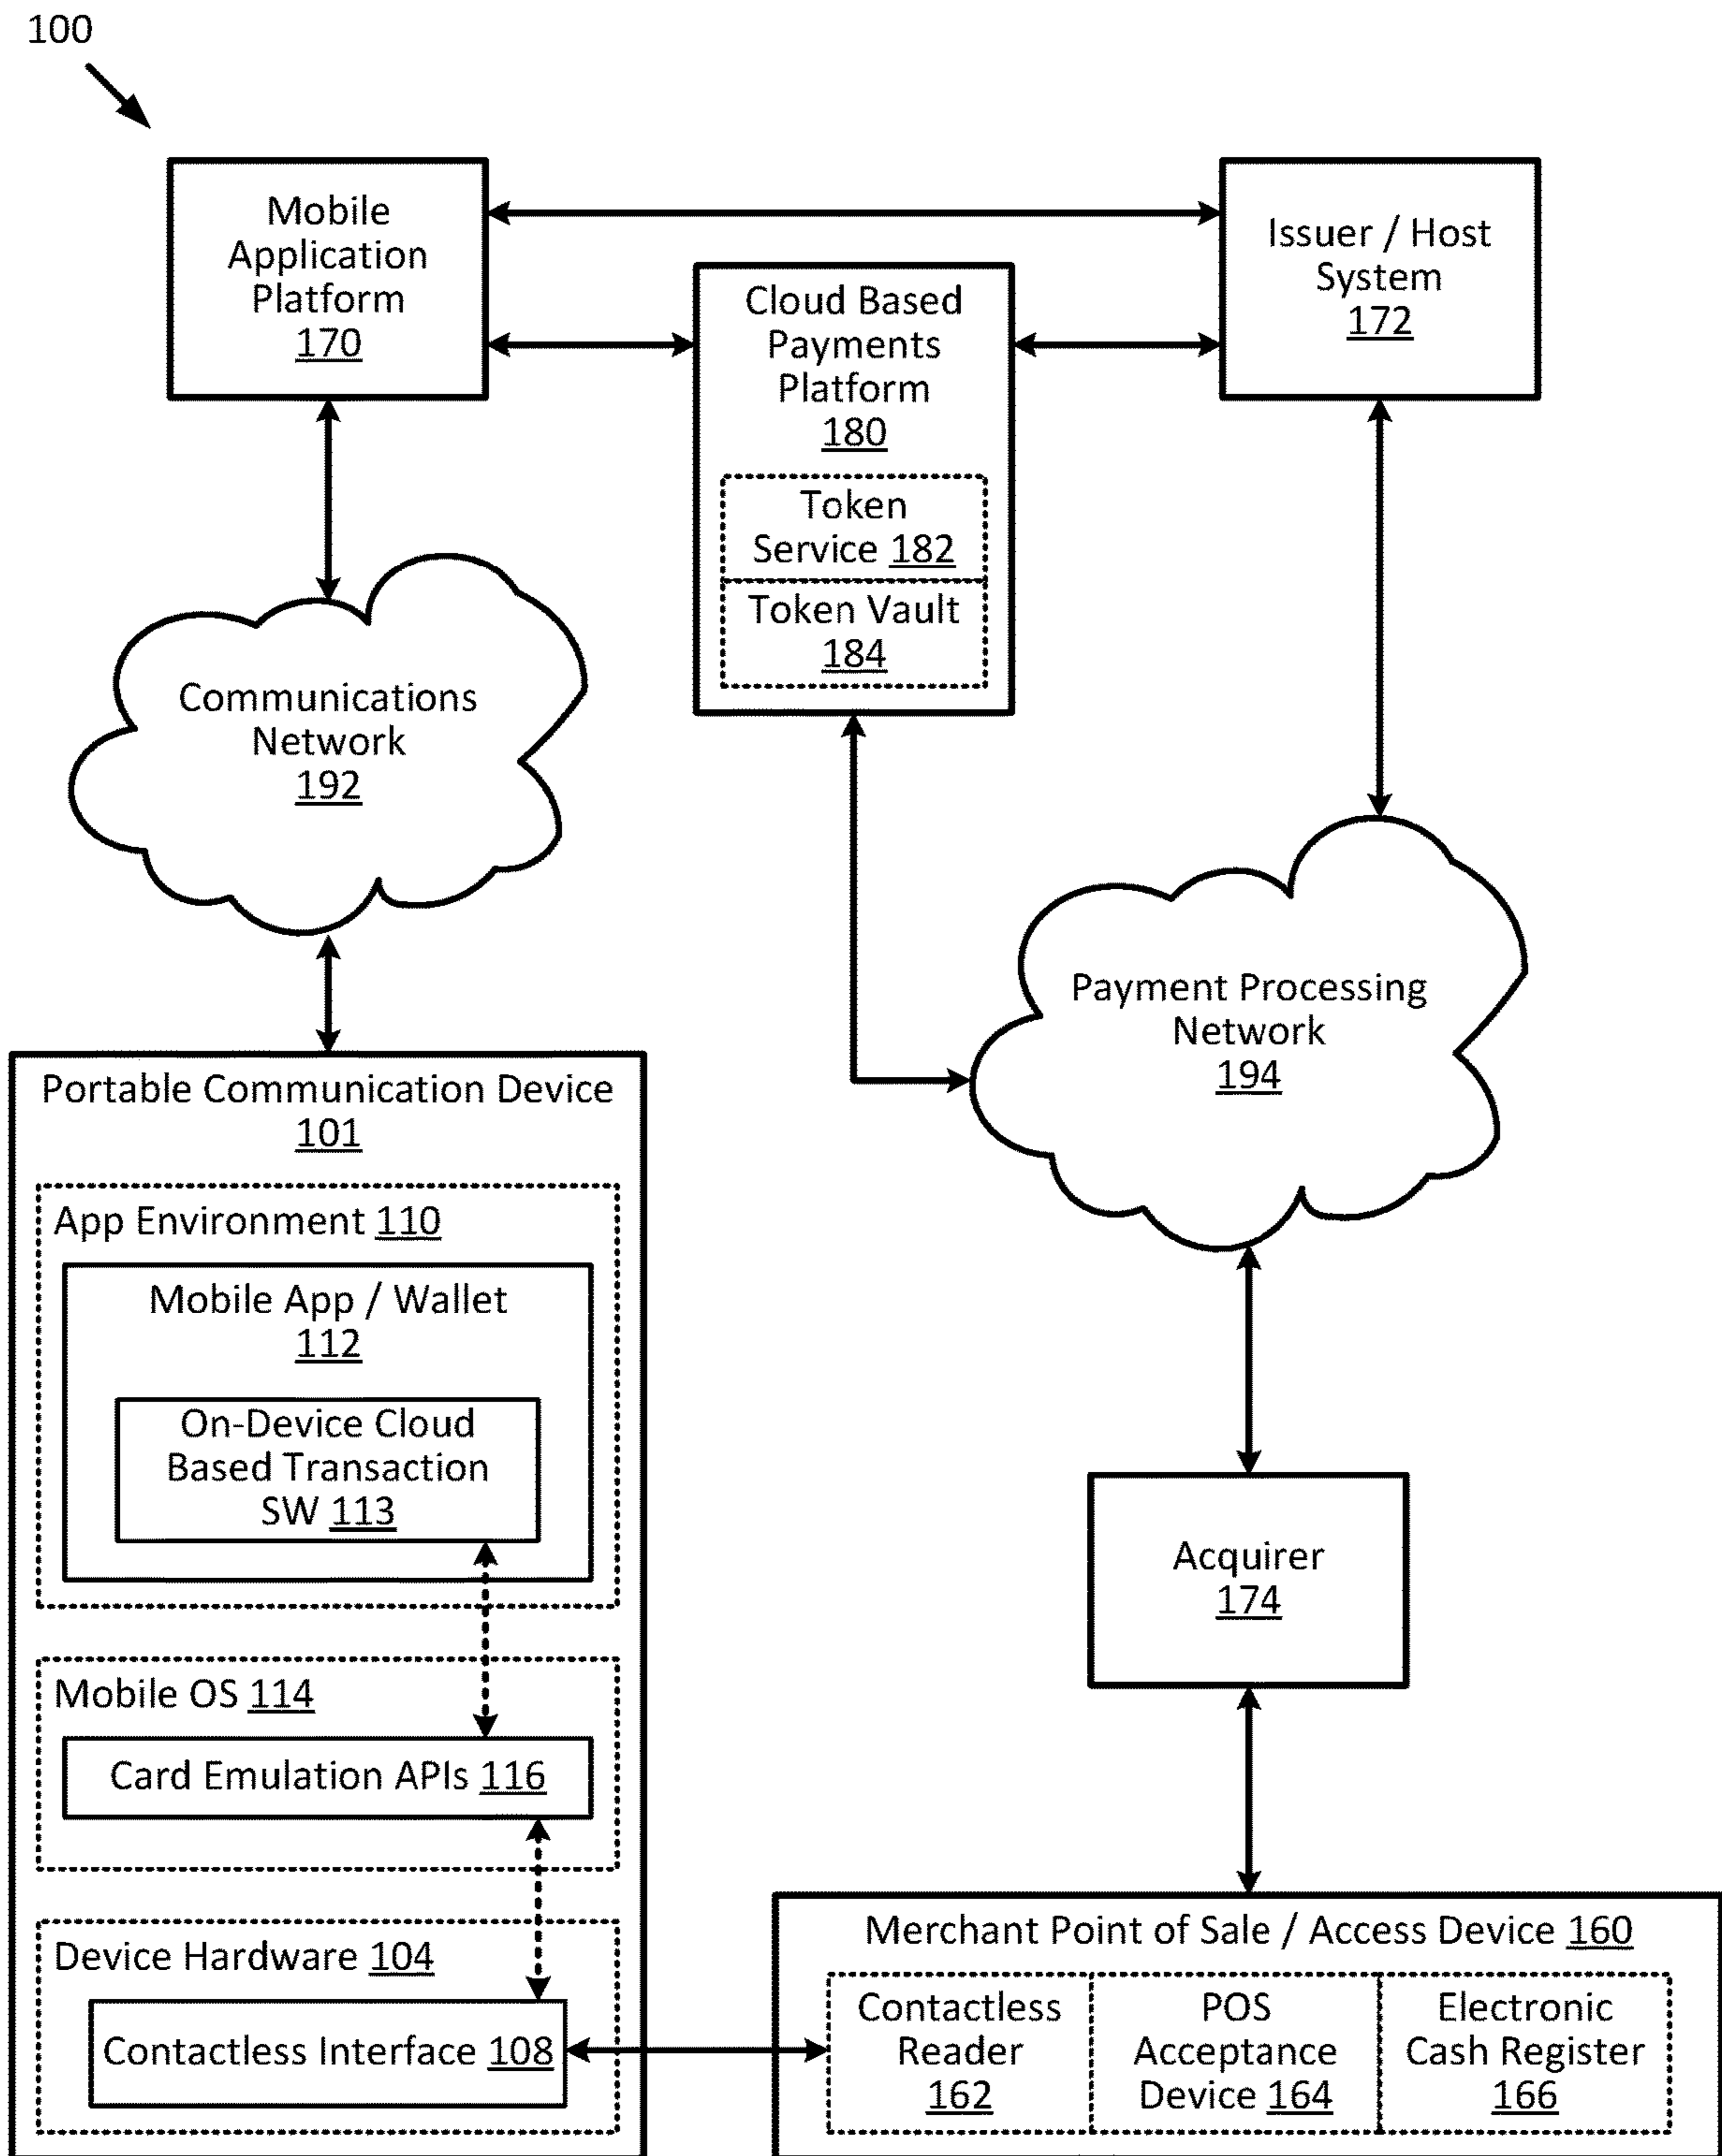 100
Mobile
Application
Platform
170
Issuer / Host
System
172
Cloud Based
Payments
Platform
180
Token
Service 182
Token Vault
184
Communications
Network
192
Payment Processing
Network
194
Portable Communication Device
101
App Environment 110
Mobile App / Wallet
112
On-Device Cloud
Based Transaction
SW 113
Mobile OS 114
Card Emulation APIs 116
Device Hardware 104
Contactless Interface 108
Acquirer
174
Merchant Point of Sale / Access Device 160
Contactless
Reader
162
POS
Acceptance
Device 164
Electronic
Cash Register
166